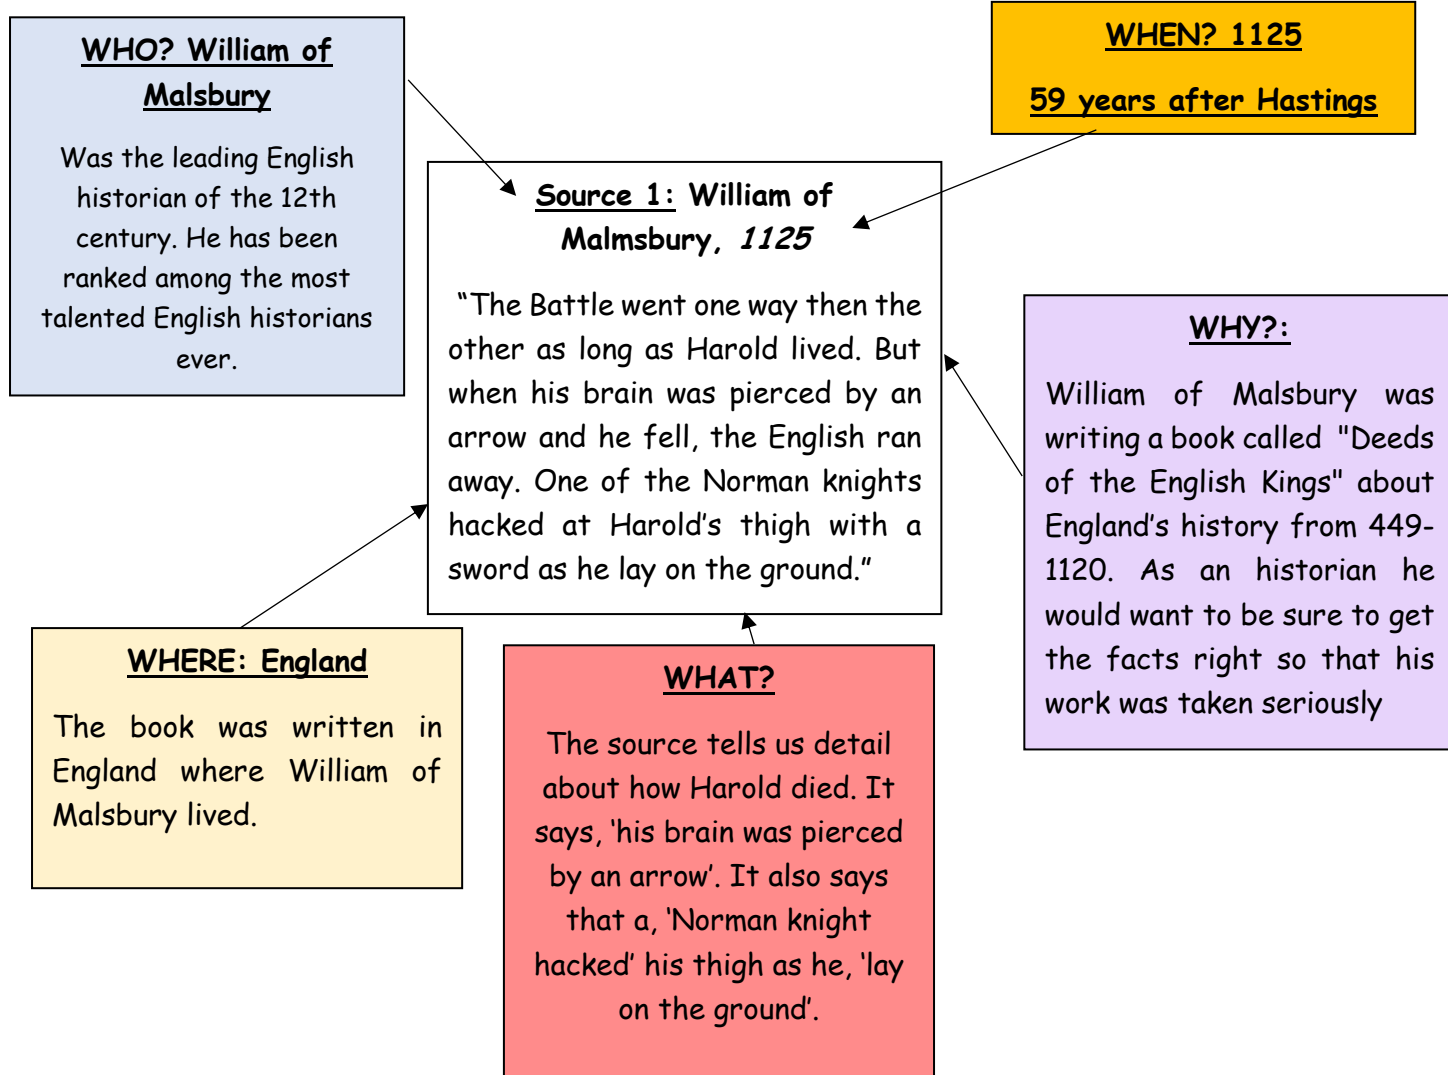 WHO? William of
Malsbury
Was the leading English
historian of the 12th
century. He has been
ranked among the most
talented English historians
ever.
WHEN? 1125
59 years after Hastings
Source 1: William of
Malmsbury, 1125
“The Battle went one way then the
other as long as Harold lived. But
when his brain was pierced by an
arrow and he fell, the English ran
away. One of the Norman knights
hacked at Harold’s thigh with a
sword as he lay on the ground.”
WHY?:
William of Malsbury was
writing a book called "Deeds
of the English Kings" about
England’s history from 449-
1120. As an historian he
would want to be sure to get
the facts right so that his
work was taken seriously
WHERE: England
The book was written in
England where William of
Malsbury lived.
WHAT?
The source tells us detail
about how Harold died. It
says, ‘his brain was pierced
by an arrow’. It also says
that a, ‘Norman knight
hacked’ his thigh as he, ‘lay
on the ground’.